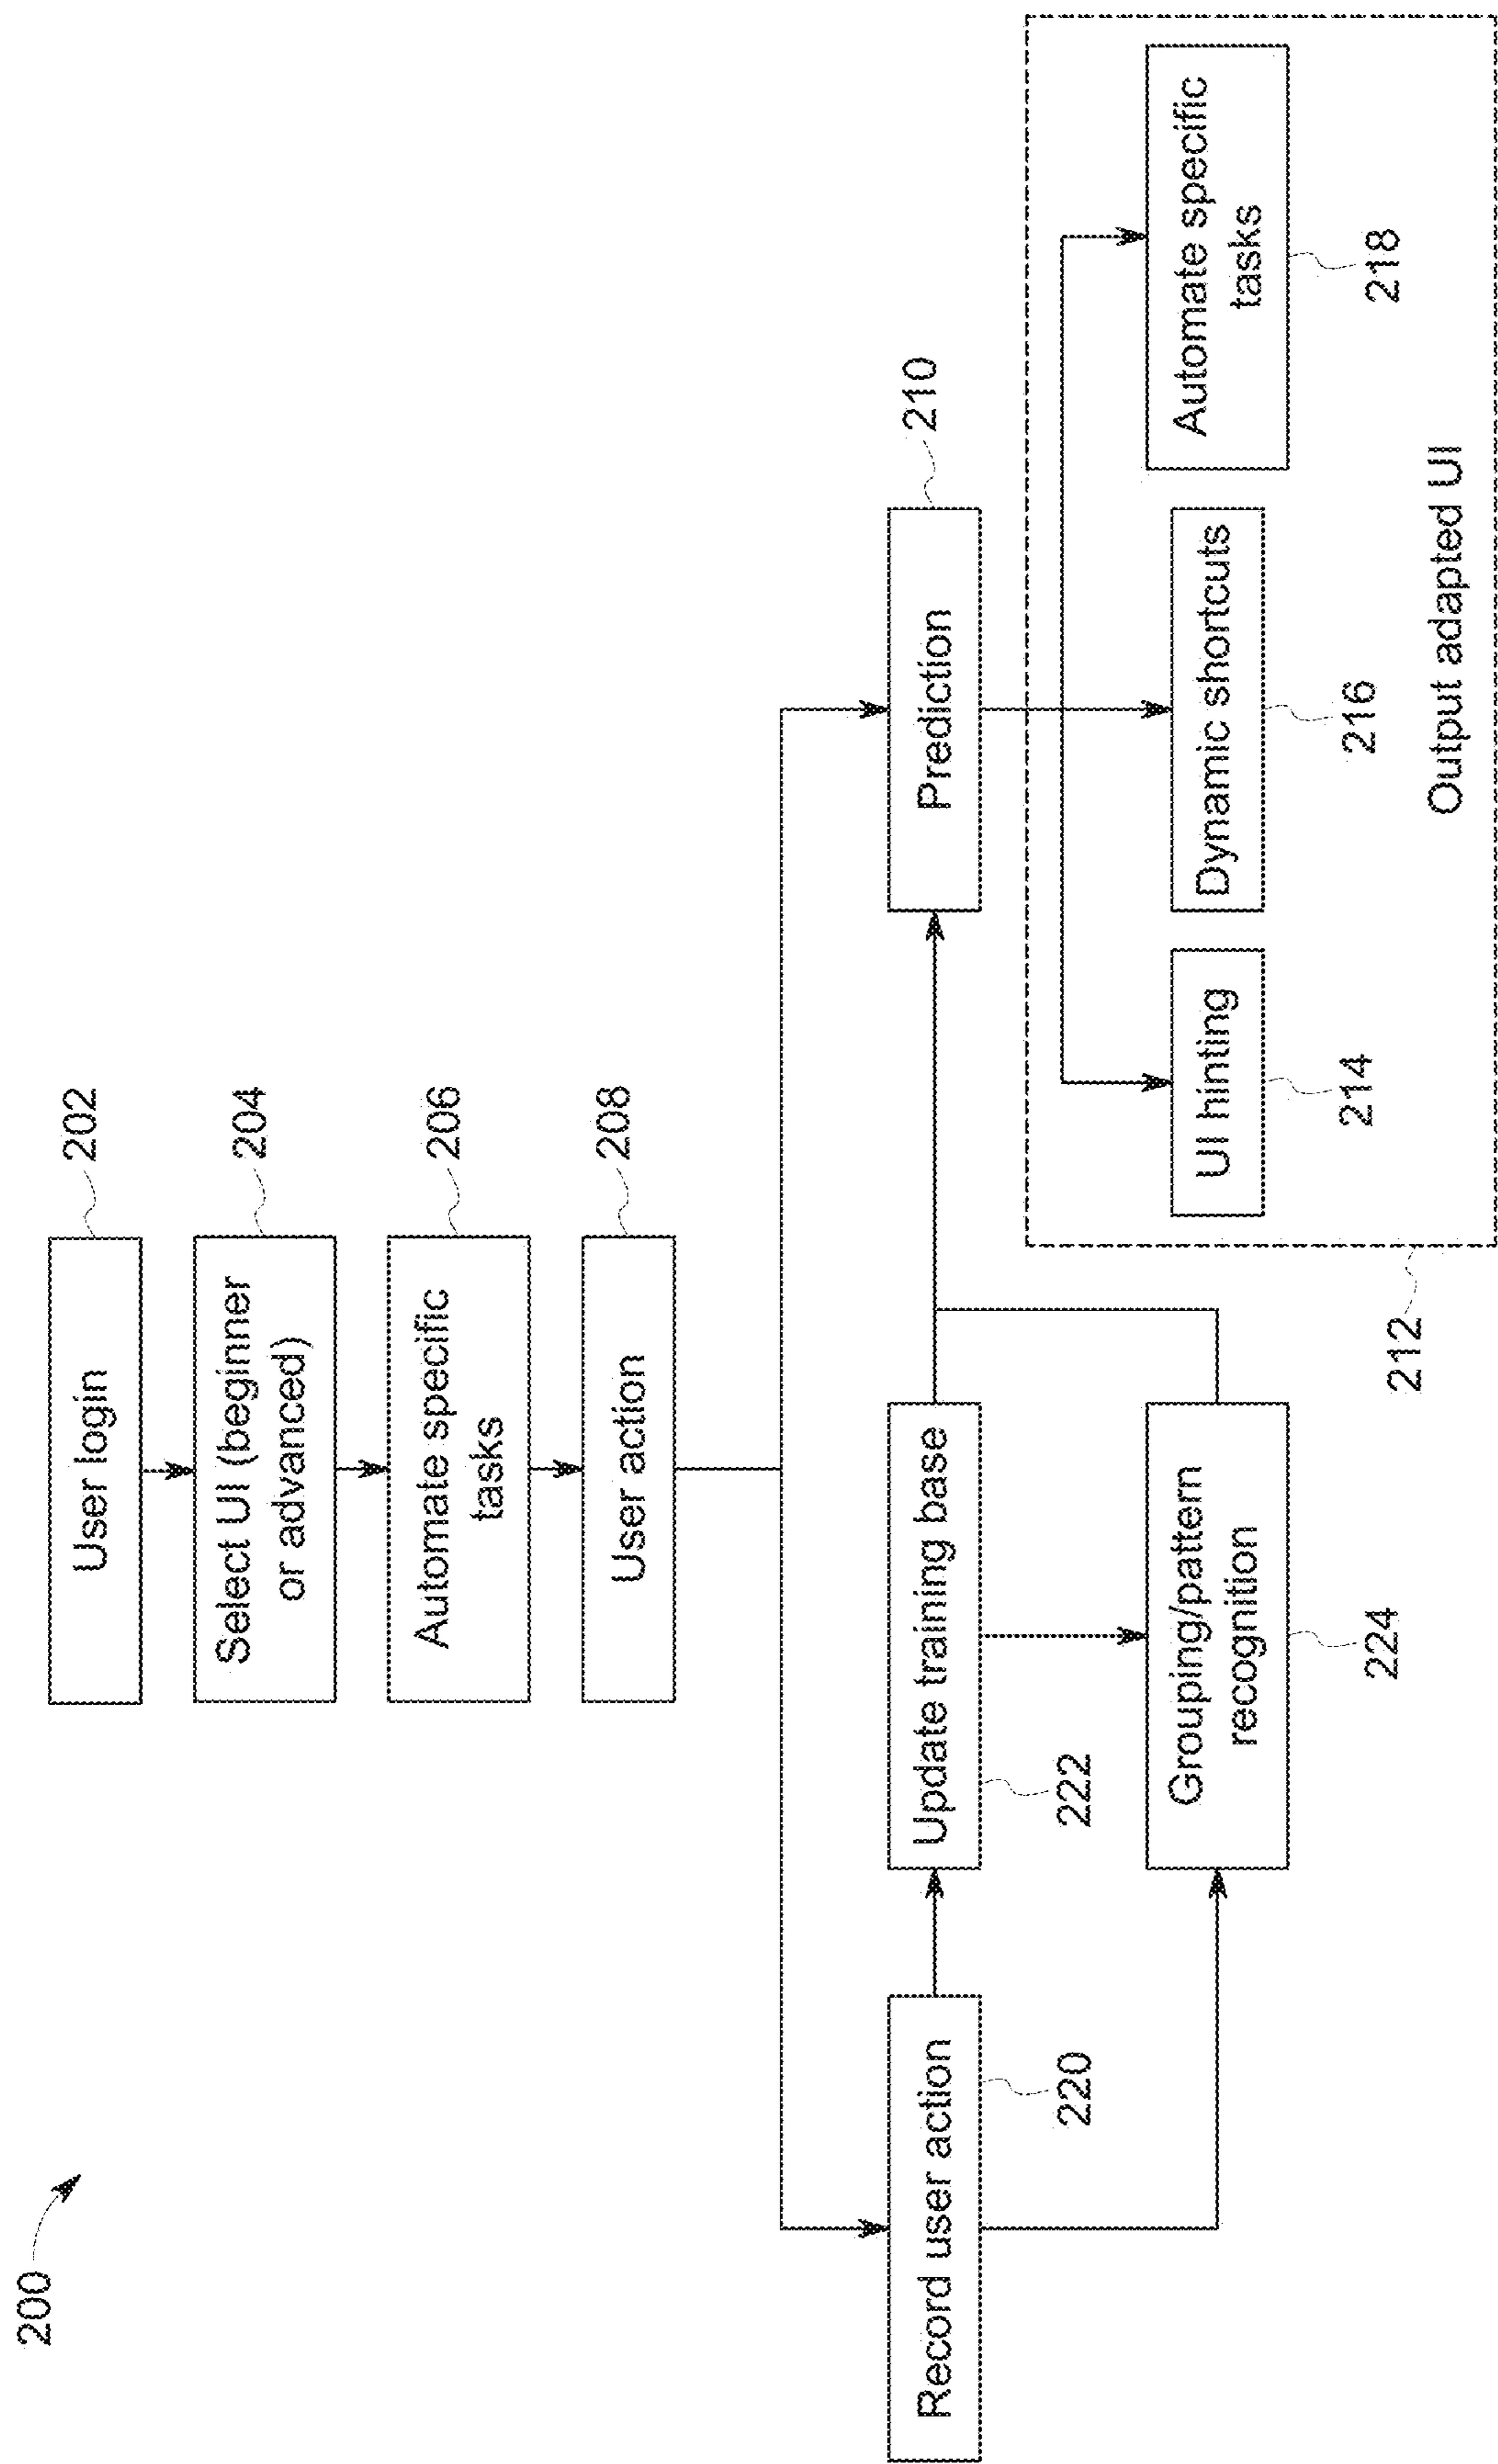 200
User login
202
Select UI (beginner
or advanced)
204
Automate specific
tasks
206
User action
208
Record user action
220
Update training base
222
Grouping/pattern
recognition
224
Prediction
210
UI hinting
214
Dynamic shortcuts
216
Automate specific
tasks
218
Output adapted UI
212